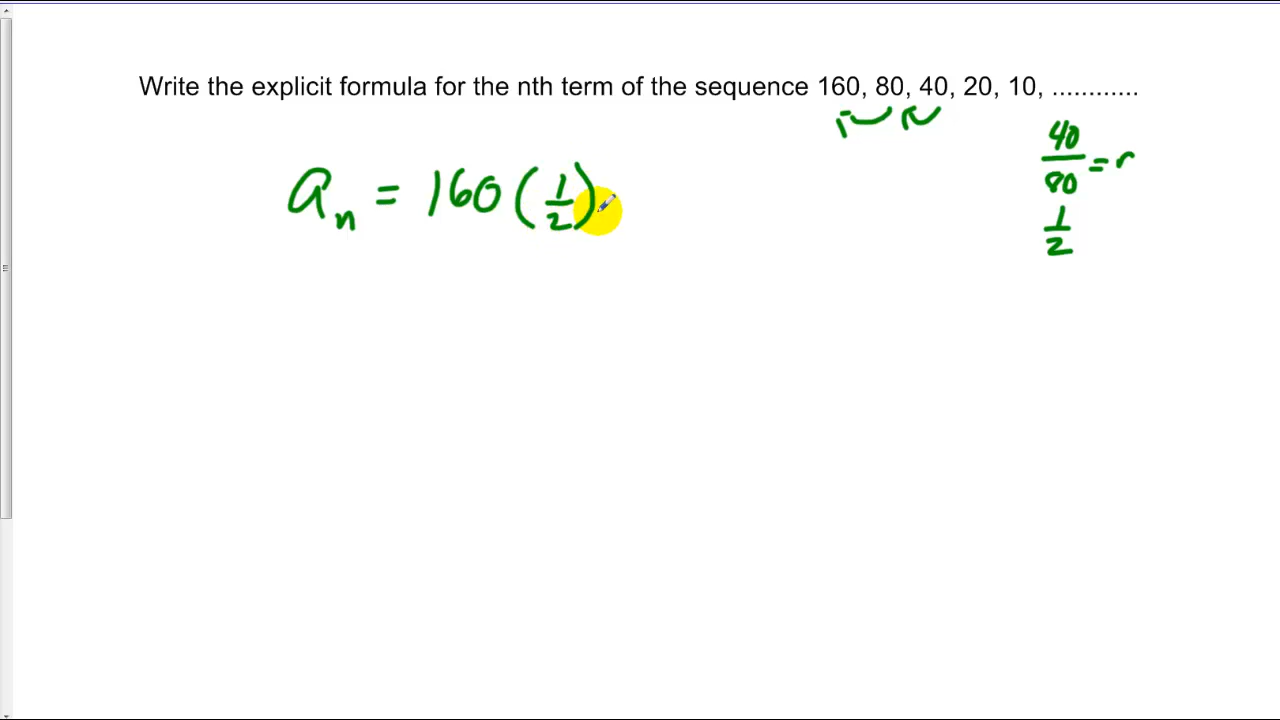 Write the explicit formula for the nth term of the sequence 160, 80, 40, 20, 10, ............
40/80 = r
1/2
a_n = 160 (1/2)